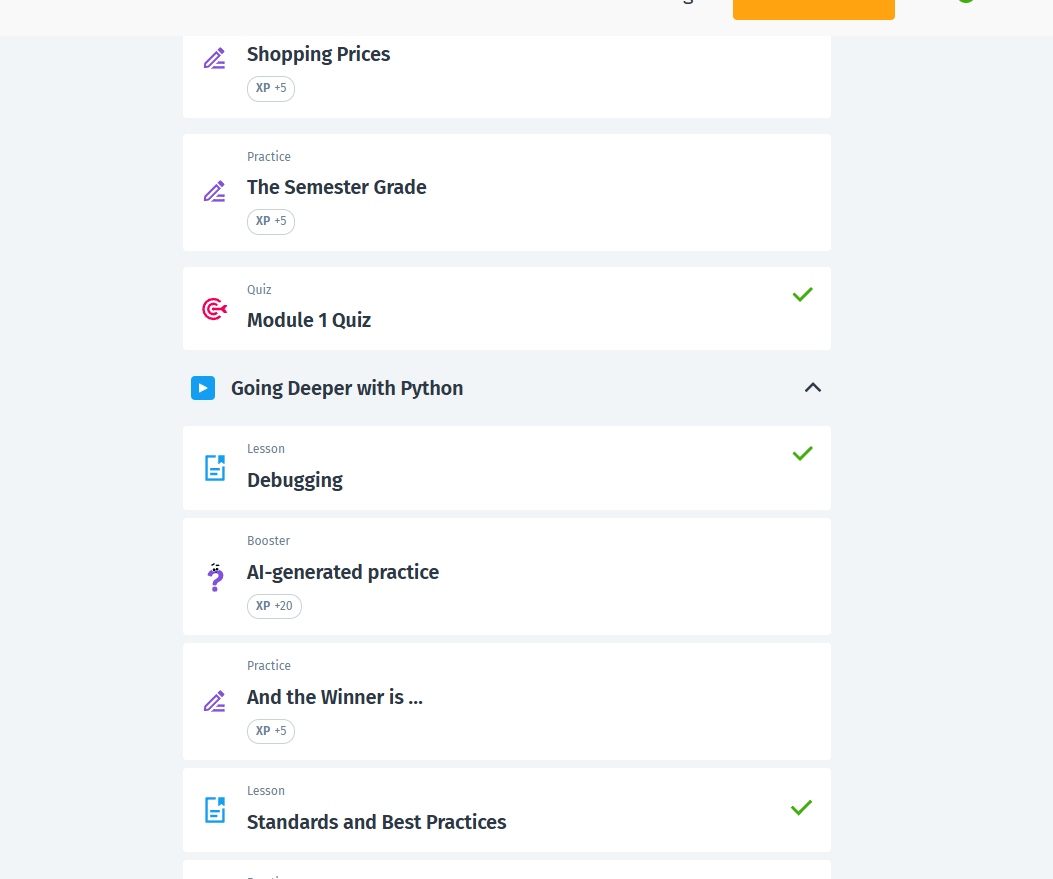 Shopping Prices
XP +5
Practice
The Semester Grade
XP +5
Quiz
Module 1 Quiz
Going Deeper with Python
Lesson
Debugging
Booster
AI-generated practice
XP +20
Practice
And the Winner is ...
XP +5
Lesson
Standards and Best Practices